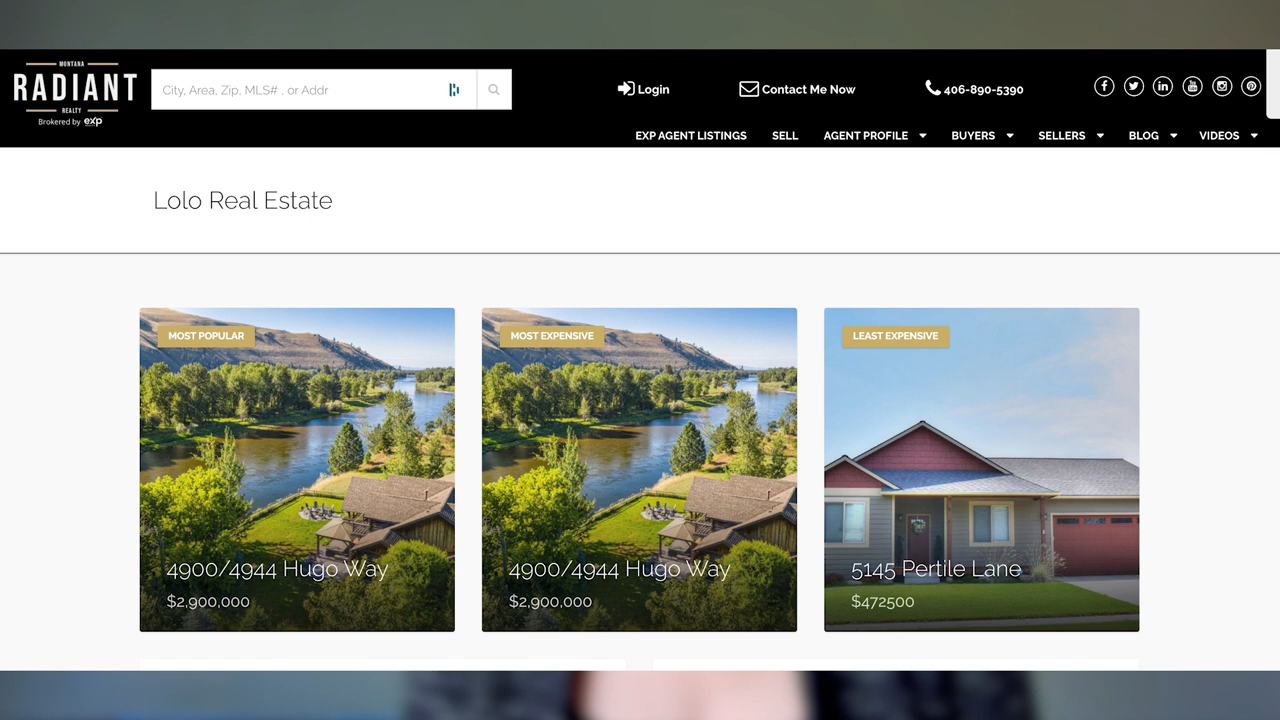 MONTANA
RADIANT
REALTY
Brokered by exp
City, Area, Zip, MLS# , or Addr
Login
Contact Me Now
406-890-5390
EXP AGENT LISTINGS
SELL
AGENT PROFILE
BUYERS
SELLERS
BLOG
VIDEOS
Lolo Real Estate
MOST POPULAR
4900/4944 Hugo Way
$2,900,000
MOST EXPENSIVE
4900/4944 Hugo Way
$2,900,000
LEAST EXPENSIVE
5145 Pertile Lane
$472500